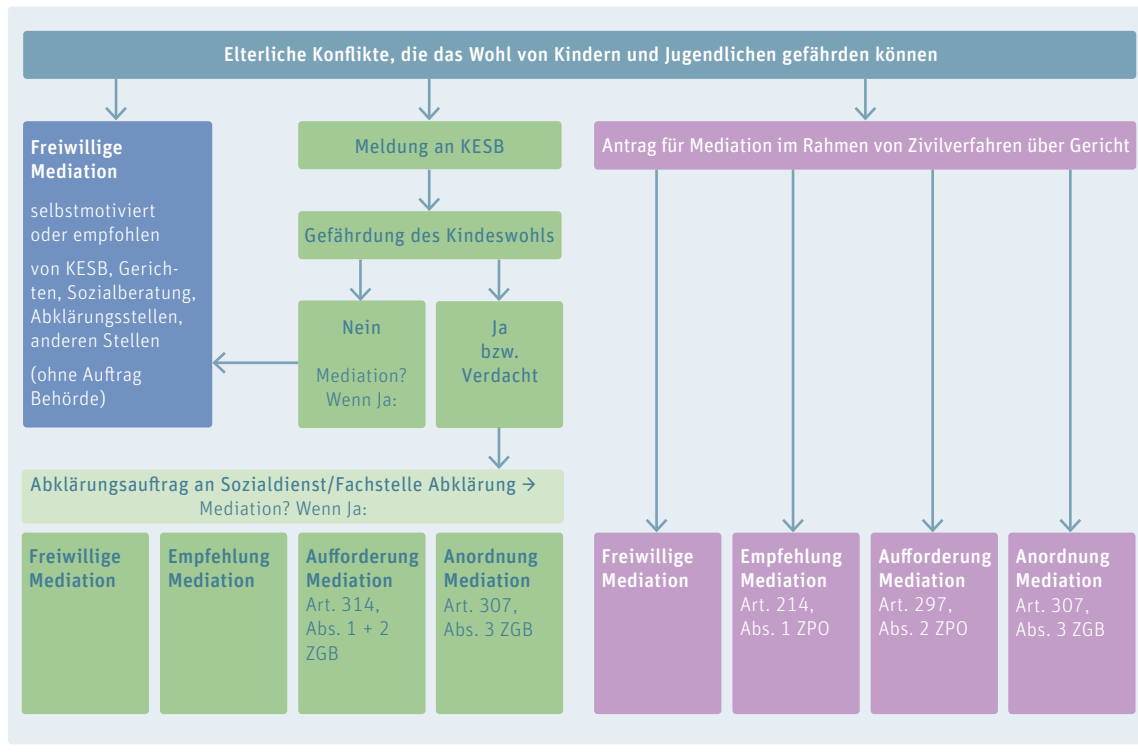 Elterliche Konflikte, die das Wohl von Kindern und Jugendlichen gefährden können
Freiwillige
Mediation
selbstmotiviert
oder empfohlen
von KESB, Gerich-
ten, Sozialberatung,
Abklärungsstellen,
anderen Stellen
(ohne Auftrag
Behörde)
Meldung an KESB
Gefährdung des Kindeswohls
Nein
Mediation?
Wenn Ja:
Ja
bzw.
Verdacht
Abklärungsauftrag an Sozialdienst/Fachstelle Abklärung →
Mediation? Wenn Ja:
Freiwillige
Mediation
Empfehlung
Mediation
Aufforderung
Mediation
Art. 314,
Abs. 1 + 2
ZGB
Anordnung
Mediation
Art. 307,
Abs. 3 ZGB
Antrag für Mediation im Rahmen von Zivilverfahren über Gericht
Freiwillige
Mediation
Empfehlung
Mediation
Art. 214,
Abs. 1 ZPO
Aufforderung
Mediation
Art. 297,
Abs. 2 ZPO
Anordnung
Mediation
Art. 307,
Abs. 3 ZGB